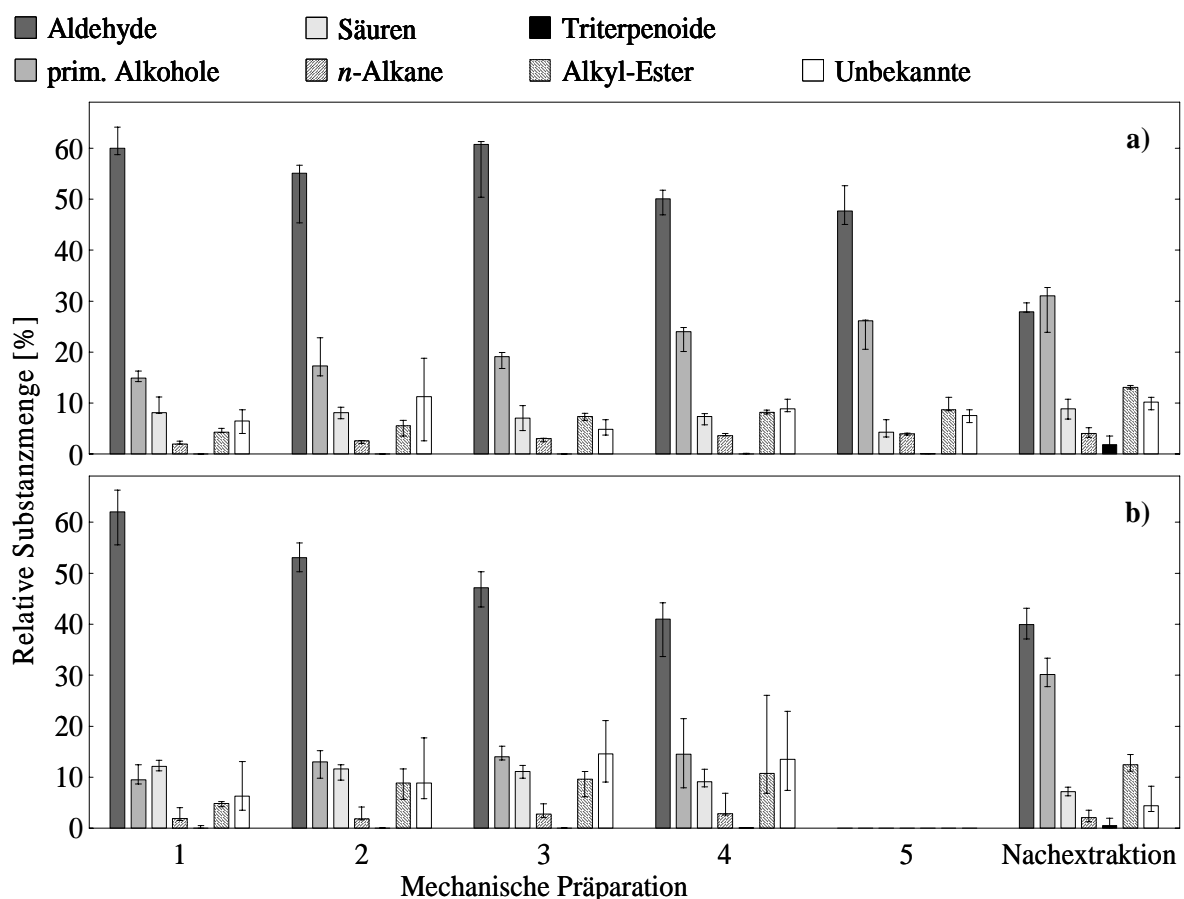 Aldehyde Säuren Triterpenoide
prim. Alkohole n-Alkane Alkyl-Ester Unbekannte
a)
60
50
40
30
20
10
0
b)
60
50
40
30
20
10
0
Relative Substanzmenge [%]
1 2 3 4 5 Nachextraktion
Mechanische Präparation